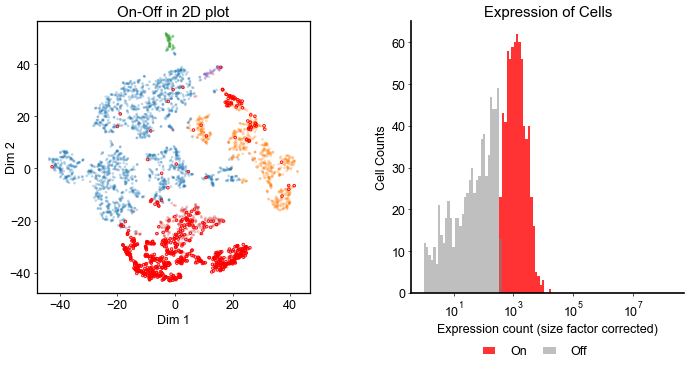 On-Off in 2D plot
Dim 2
40
20
0
−20
−40
−40 −20 0 20 40
Dim 1
Expression of Cells
Cell Counts
60
50
40
30
20
10
0
10^1 10^3 10^5 10^7
Expression count (size factor corrected)
On Off